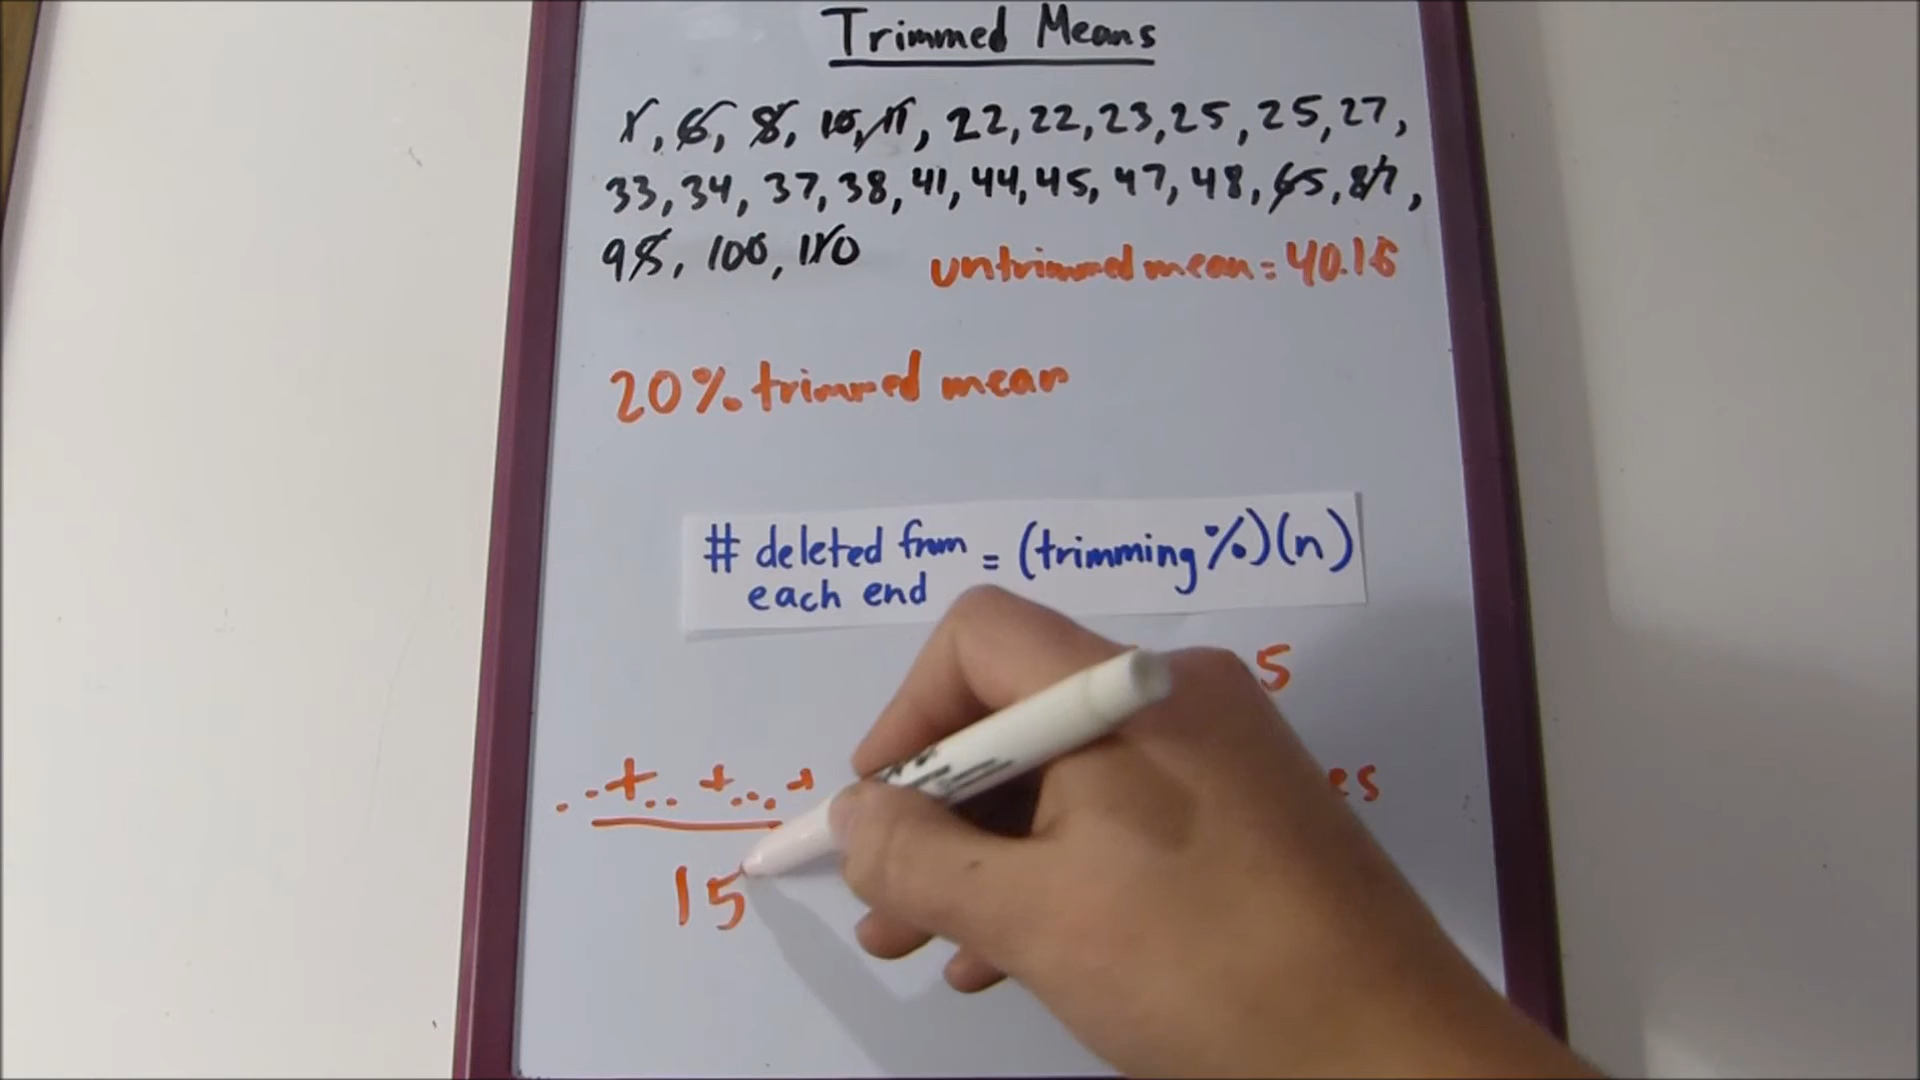 Trimmed Means
1, 6, 8, 10, 11, 22, 22, 23, 25, 25, 27,
33, 34, 37, 38, 41, 44, 45, 47, 48, 65, 87,
95, 100, 110
untrimmed mean = 40.16
20% trimmed mean
# deleted from each end = (trimming %)(n)
5
..+.. +...+
es
15